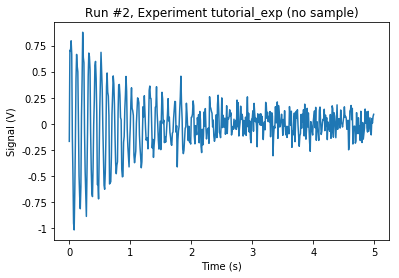 Run #2, Experiment tutorial_exp (no sample)
0.75
0.5
0.25
0
-0.25
-0.5
-0.75
-1
Signal (V)
0 1 2 3 4 5
Time (s)